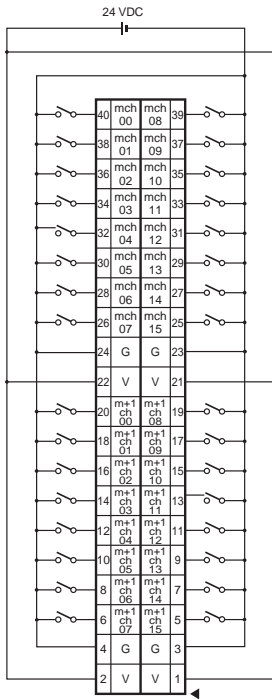 24 VDC
40 mch 00 mch 08 39
38 mch 01 mch 09 37
36 mch 02 mch 10 35
34 mch 03 mch 11 33
32 mch 04 mch 12 31
30 mch 05 mch 13 29
28 mch 06 mch 14 27
26 mch 07 mch 15 25
24 G G 23
22 V V 21
20 m+1 ch 00 m+1 ch 08 19
18 m+1 ch 01 m+1 ch 09 17
16 m+1 ch 02 m+1 ch 10 15
14 m+1 ch 03 m+1 ch 11 13
12 m+1 ch 04 m+1 ch 12 11
10 m+1 ch 05 m+1 ch 13 9
8 m+1 ch 06 m+1 ch 14 7
6 m+1 ch 07 m+1 ch 15 5
4 G G 3
2 V V 1